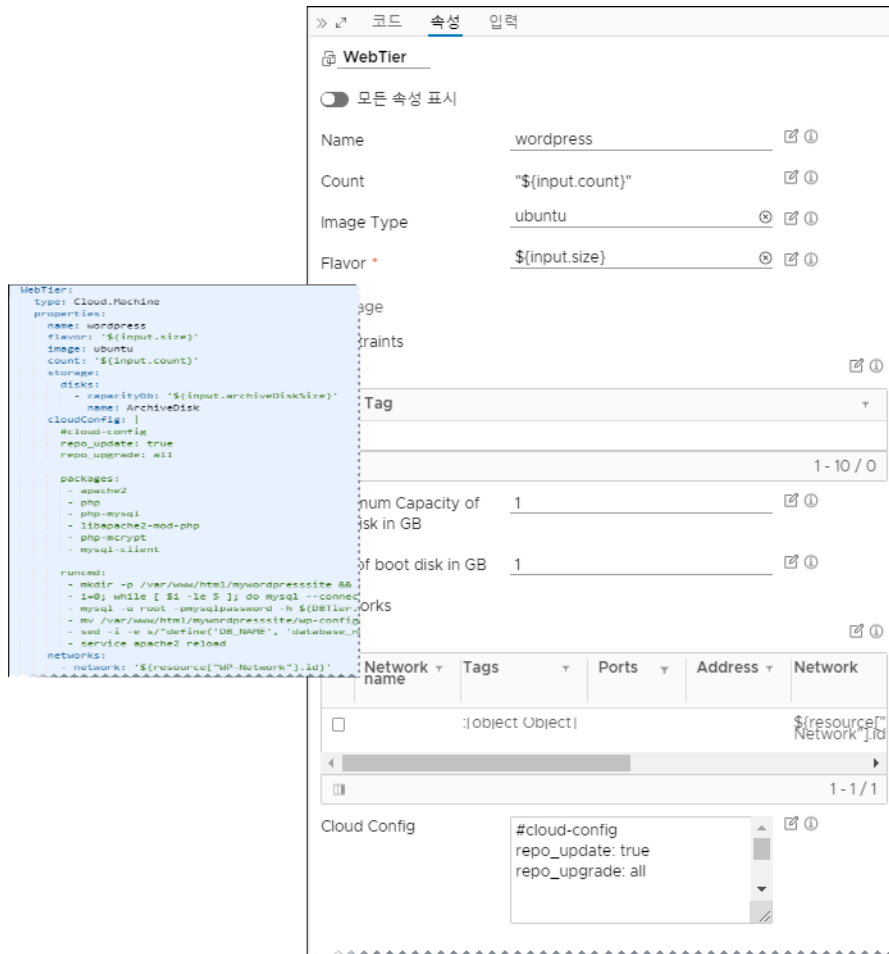 코드 속성 입력
WebTier
모든 속성 표시
Name wordpress
Count "${input.count}"
Image Type ubuntu
Flavor * ${input.size}
age
raints
Tag
1 - 10 / 0
num Capacity of 1
sk in GB
of boot disk in GB 1
orks
Network name Tags Ports Address Network
:[object Object] ${resource["
Network"].id
1 - 1 / 1
Cloud Config #cloud-config
repo_update: true
repo_upgrade: all
WebTier:
type: Cloud.Machine
properties:
name: wordpress
flavor: '${input.size}'
image: ubuntu
count: '${input.count}'
storage:
disks:
- capacityGb: '${input.archiveDiskSize}'
name: ArchiveDisk
cloudConfig: |
#cloud-config
repo_update: true
repo_upgrade: all
packages:
- apache2
- php
- php-mysql
- libapache2-mod-php
- php-mcrypt
- mysql-client
runcmd:
- mkdir -p /var/www/html/mywordpresssite &&
- i=0; while [ $i -le 5 ]; do mysql --connec
- mysql -u root -pmysqlpassword -h ${DBTier.
- mv /var/www/html/mywordpresssite/wp-config
- sed -i -e s/"define('DB_NAME', 'database_n
- service apache2 reload
networks:
- network: '${resource["WP-Network"].id}'